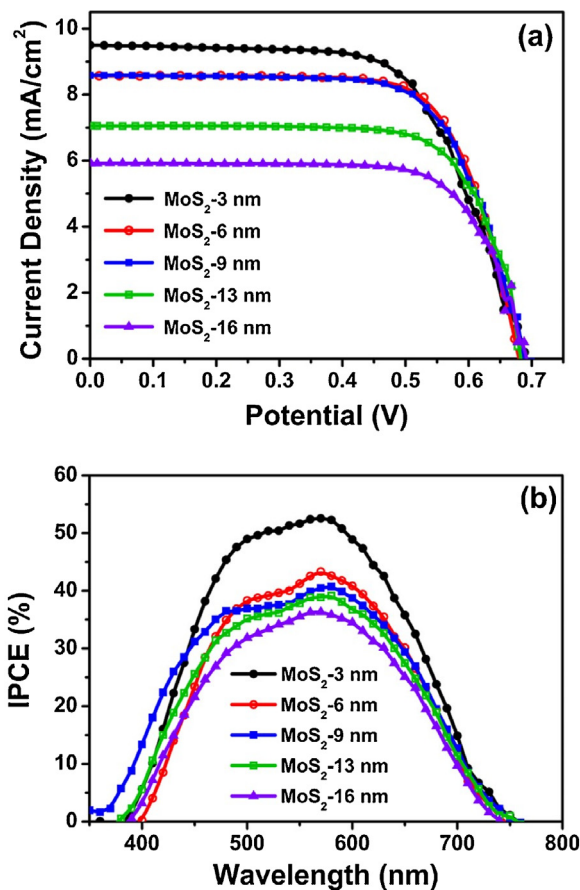 (a)
Current Density (mA/cm²)
10
8
6
4
2
0
MoS₂-3 nm
MoS₂-6 nm
MoS₂-9 nm
MoS₂-13 nm
MoS₂-16 nm
0.0 0.1 0.2 0.3 0.4 0.5 0.6 0.7
Potential (V)
(b)
IPCE (%)
60
50
40
30
20
10
0
MoS₂-3 nm
MoS₂-6 nm
MoS₂-9 nm
MoS₂-13 nm
MoS₂-16 nm
400 500 600 700 800
Wavelength (nm)